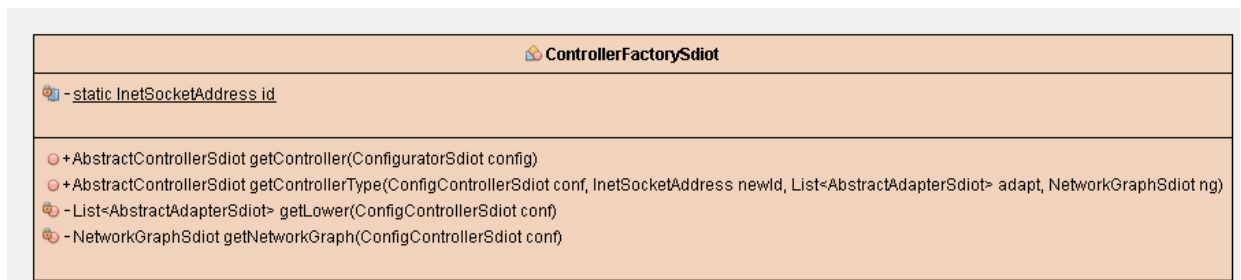 ControllerFactorySdiot
- static InetSocketAddress id
+ AbstractControllerSdiot getController(ConfiguratorSdiot config)
+ AbstractControllerSdiot getControllerType(ConfigControllerSdiot conf, InetSocketAddress newId, List<AbstractAdapterSdiot> adapt, NetworkGraphSdiot ng)
- List<AbstractAdapterSdiot> getLower(ConfigControllerSdiot conf)
- NetworkGraphSdiot getNetworkGraph(ConfigControllerSdiot conf)